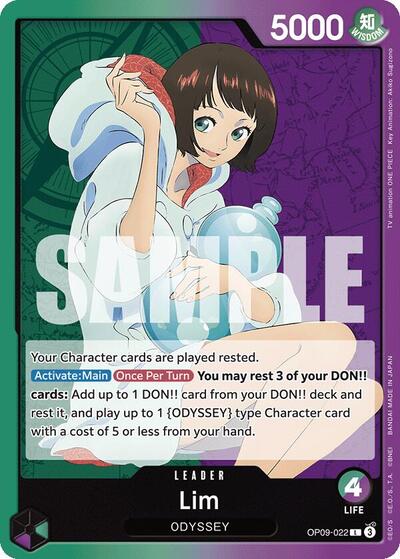 5000
知
WISDOM
TV animation ONE PIECE Key Animation: Akiko Sugizono
SAMPLE
Your Character cards are played rested.
Activate:Main Once Per Turn You may rest 3 of your DON!!
cards: Add up to 1 DON!! card from your DON!! deck and
rest it, and play up to 1 {ODYSSEY} type Character card
with a cost of 5 or less from your hand.
LEADER
Lim
ODYSSEY
4
LIFE
OP09-022 L 3
©E.O./S., T.A. ©BNEI BANDAI MADE IN JAPAN